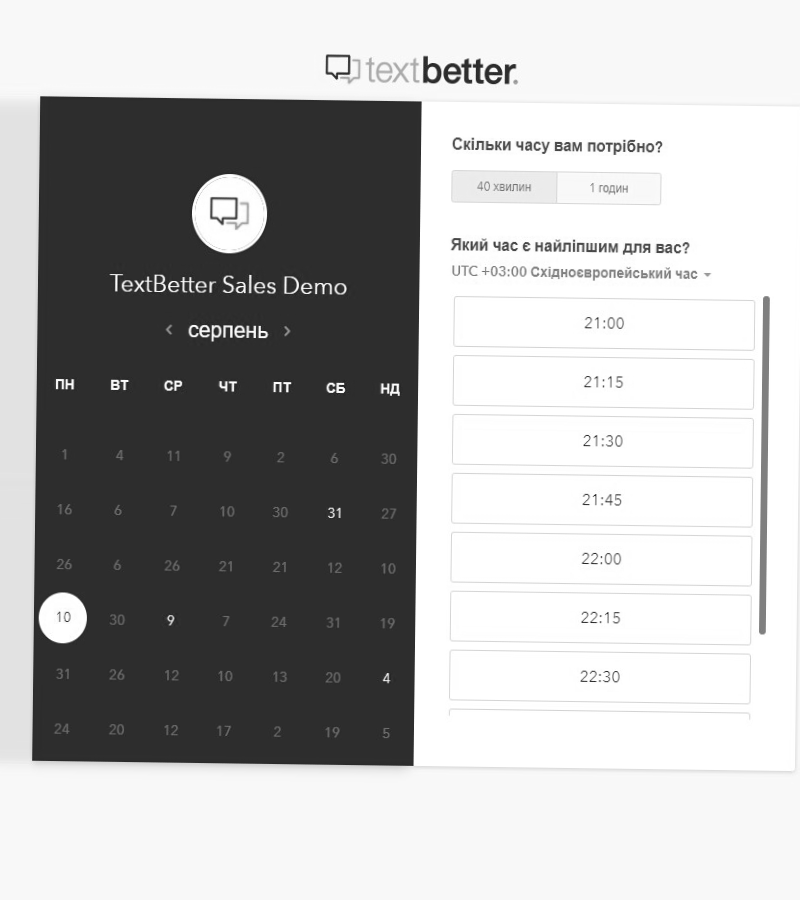 textbetter.
TextBetter Sales Demo
серпень
ПН ВТ СР ЧТ ПТ СБ НД
1 4 11 9 2 6 30
16 6 7 10 30 31 27
26 6 26 21 21 12 10
10 30 9 7 24 31 19
31 26 12 10 13 20 4
24 20 12 17 2 19 5
Скільки часу вам потрібно?
40 хвилин 1 годин
Який час є найліпшим для вас?
UTC +03:00 Східноєвропейський час
21:00
21:15
21:30
21:45
22:00
22:15
22:30